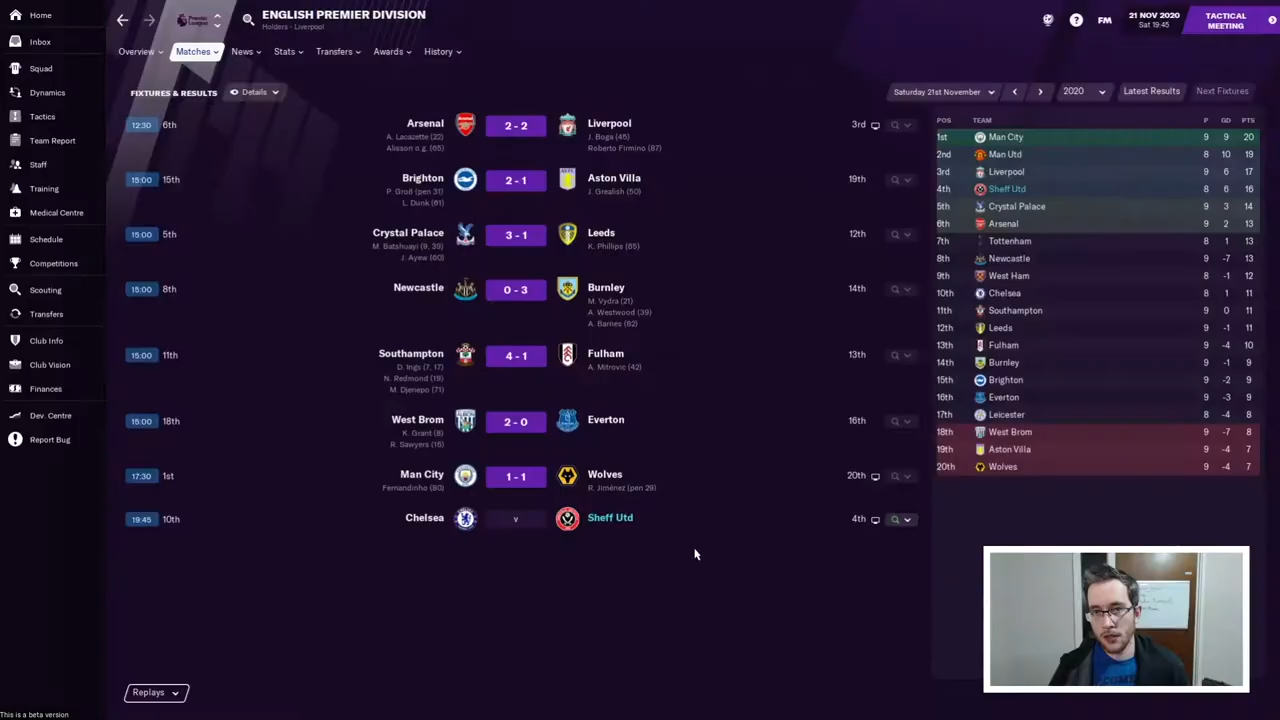 Home
Inbox
Squad
Dynamics
Tactics
Team Report
Staff
Training
Medical Centre
Schedule
Competitions
Scouting
Transfers
Club Info
Club Vision
Finances
Dev. Centre
Report Bug
This is a beta version
Premier League
ENGLISH PREMIER DIVISION
Holders - Liverpool
FM
21 NOV 2020
Sat 19:45
TACTICAL MEETING
Overview Matches News Stats Transfers Awards History
FIXTURES & RESULTS Details
Saturday 21st November 2020 Latest Results Next Fixtures
12:30 6th Arsenal 2 - 2 Liverpool 3rd
A. Lacazette (22) J. Boga (45)
Alisson o.g. (65) Roberto Firmino (87)
15:00 15th Brighton 2 - 1 Aston Villa 19th
P. Groß (pen 31) J. Grealish (50)
L. Dunk (61)
15:00 5th Crystal Palace 3 - 1 Leeds 12th
M. Batshuayi (9, 39) K. Phillips (65)
J. Ayew (60)
15:00 8th Newcastle 0 - 3 Burnley 14th
M. Vydra (21)
A. Westwood (39)
A. Barnes (62)
15:00 11th Southampton 4 - 1 Fulham 13th
D. Ings (7, 17) A. Mitrovic (42)
N. Redmond (19)
M. Djenepo (71)
15:00 18th West Brom 2 - 0 Everton 16th
K. Grant (8)
R. Sawyers (15)
17:30 1st Man City 1 - 1 Wolves 20th
Fernandinho (80) R. Jiménez (pen 29)
19:45 10th Chelsea v Sheff Utd 4th
Replays
POS TEAM P GD PTS
1st Man City 9 9 20
2nd Man Utd 8 10 19
3rd Liverpool 9 6 17
4th Sheff Utd 8 6 16
5th Crystal Palace 9 3 14
6th Arsenal 9 2 13
7th Tottenham 8 1 13
8th Newcastle 9 -7 13
9th West Ham 8 -1 12
10th Chelsea 8 1 11
11th Southampton 9 0 11
12th Leeds 9 -1 11
13th Fulham 9 -4 10
14th Burnley 9 -1 9
15th Brighton 9 -2 9
16th Everton 9 -3 9
17th Leicester 8 -4 8
18th West Brom 9 -7 8
19th Aston Villa 9 -4 7
20th Wolves 9 -4 7